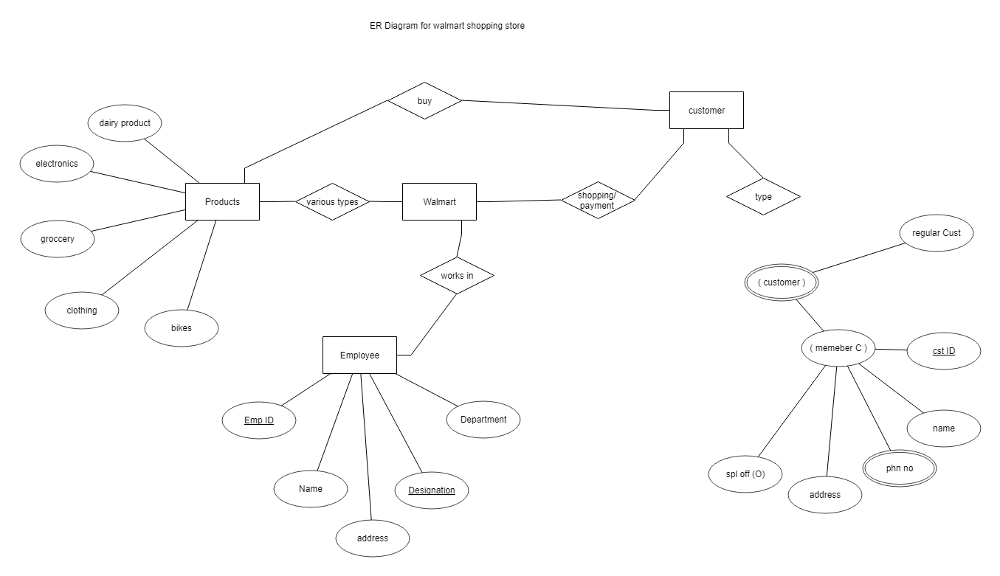 ER Diagram for walmart shopping store
buy
customer
dairy product
electronics
Products
various types
Walmart
shopping/
payment
type
groccery
regular Cust
works in
( customer )
clothing
bikes
Employee
( memeber C )
cst ID
Emp ID
Department
name
Name
Designation
spl off (O)
phn no
address
address